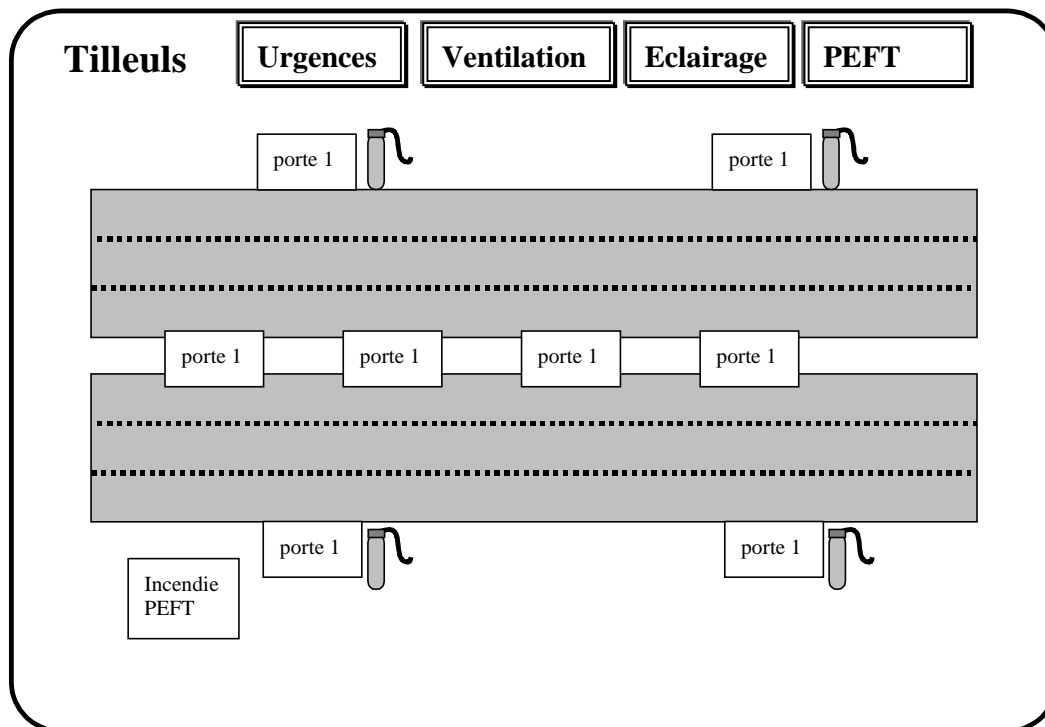 Tilleuls
Urgences
Ventilation
Eclairage
PEFT
porte 1
porte 1
porte 1
porte 1
porte 1
porte 1
porte 1
porte 1
Incendie
PEFT